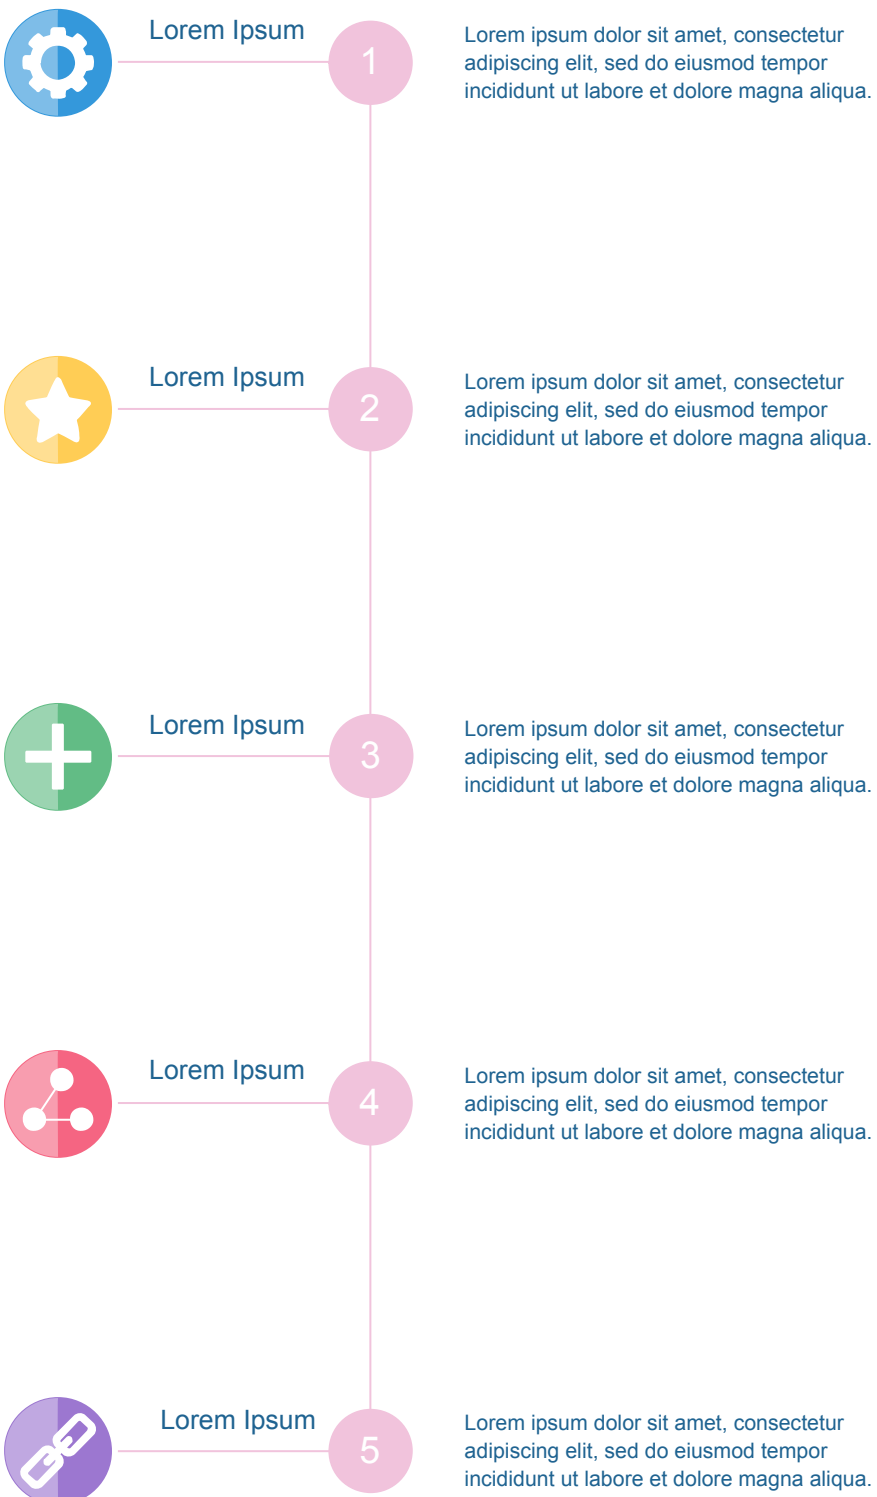 Lorem Ipsum
1
Lorem ipsum dolor sit amet, consectetur
adipiscing elit, sed do eiusmod tempor
incididunt ut labore et dolore magna aliqua.
Lorem Ipsum
2
Lorem ipsum dolor sit amet, consectetur
adipiscing elit, sed do eiusmod tempor
incididunt ut labore et dolore magna aliqua.
Lorem Ipsum
3
Lorem ipsum dolor sit amet, consectetur
adipiscing elit, sed do eiusmod tempor
incididunt ut labore et dolore magna aliqua.
Lorem Ipsum
4
Lorem ipsum dolor sit amet, consectetur
adipiscing elit, sed do eiusmod tempor
incididunt ut labore et dolore magna aliqua.
Lorem Ipsum
5
Lorem ipsum dolor sit amet, consectetur
adipiscing elit, sed do eiusmod tempor
incididunt ut labore et dolore magna aliqua.